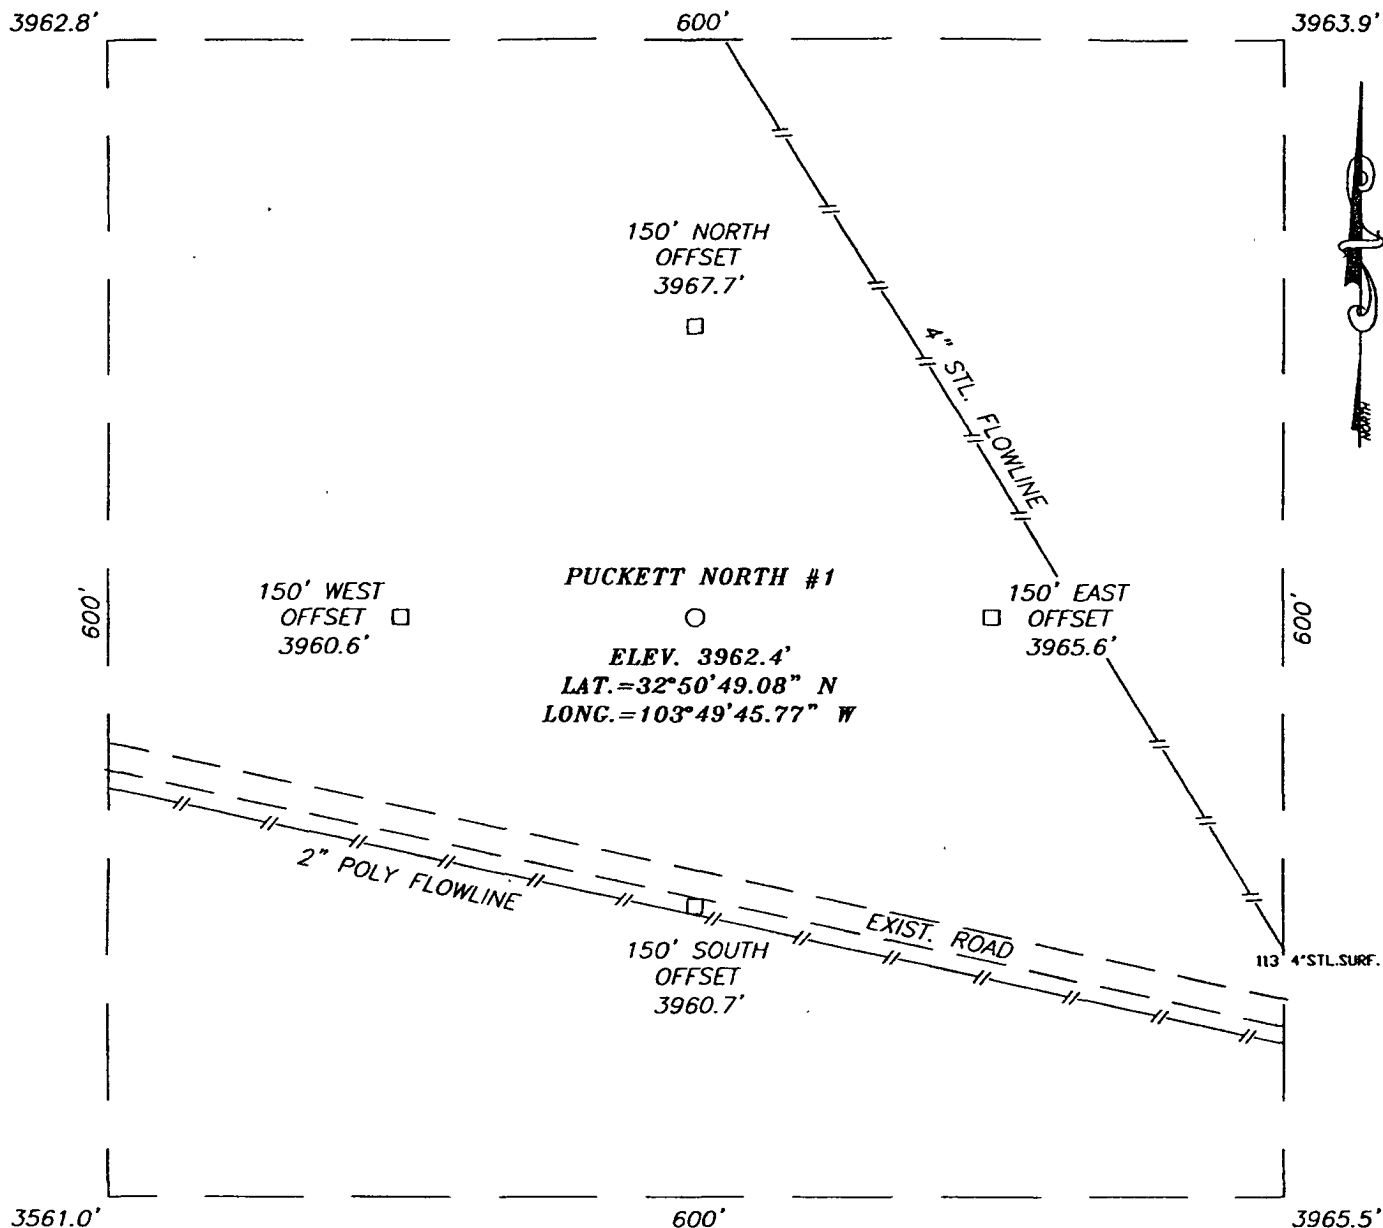 3962.8'
600'
3963.9'
150' NORTH
OFFSET
3967.7'
NORTH
4" STL. FLOWLINE
150' WEST
OFFSET
3960.6'
PUCKETT NORTH #1
ELEV. 3962.4'
LAT.=32°50'49.08" N
LONG.=103°49'45.77" W
150' EAST
OFFSET
3965.6'
600'
600'
2" POLY FLOWLINE
EXIST. ROAD
150' SOUTH
OFFSET
3960.7'
113 4"STL.SURF.
3561.0'
600'
3965.5'